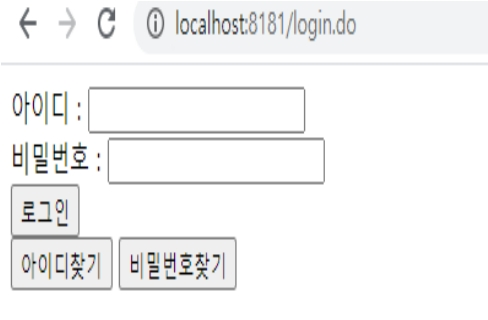 localhost:8181/login.do
아이디 :
비밀번호 :
로그인
아이디찾기 비밀번호찾기